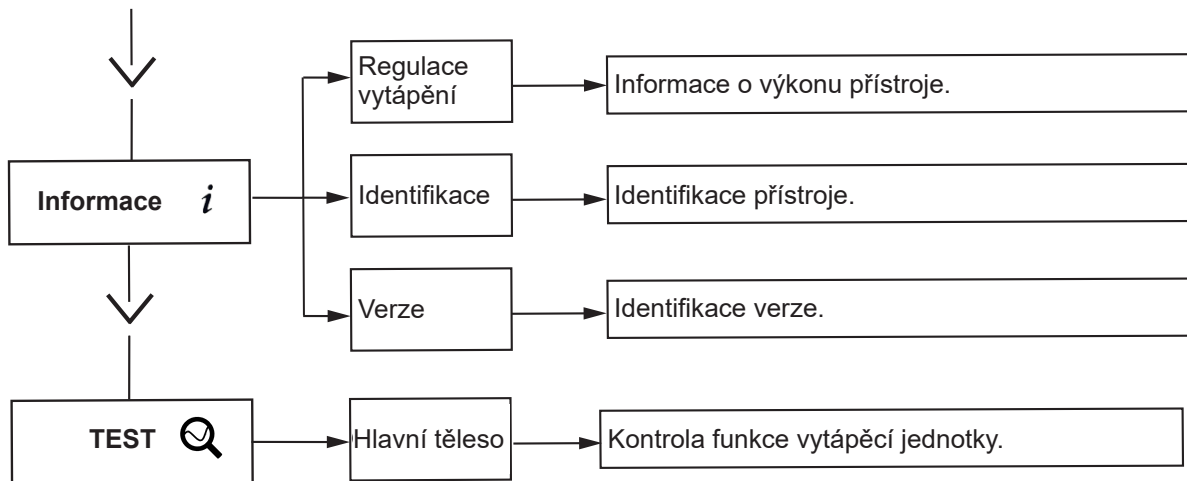 Regulace
vytápění
Informace o výkonu přístroje.
Informace i
Identifikace
Identifikace přístroje.
Verze
Identifikace verze.
TEST
Hlavní těleso
Kontrola funkce vytápěcí jednotky.